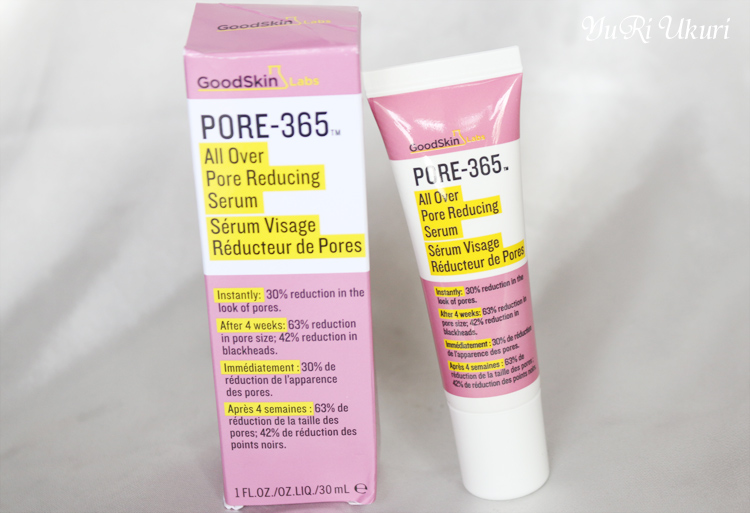 YuRi Ukuri
GoodSkin Labs
GoodSkin Labs
PORE-365™
All Over
Pore Reducing
Serum
Sérum Visage
Réducteur de Pores
Instantly: 30% reduction in the
look of pores.
After 4 weeks: 63% reduction
in pore size; 42% reduction in
blackheads.
Immédiatement : 30% de
réduction de l'apparence
des pores.
Après 4 semaines : 63% de
réduction de la taille des
pores; 42% de réduction des
points noirs.
1 FL.OZ./OZ.LIQ./30 mL ℮
GoodSkin Labs
PORE-365™
All Over
Pore Reducing
Serum
Sérum Visage
Réducteur de Pores
Instantly: 30% reduction in the
look of pores.
After 4 weeks: 63% reduction in
pore size; 42% reduction in
blackheads.
Immédiatement : 30% de réduction
de l'apparence des pores.
Après 4 semaines : 63% de
réduction de la taille des pores;
42% de réduction des points noirs